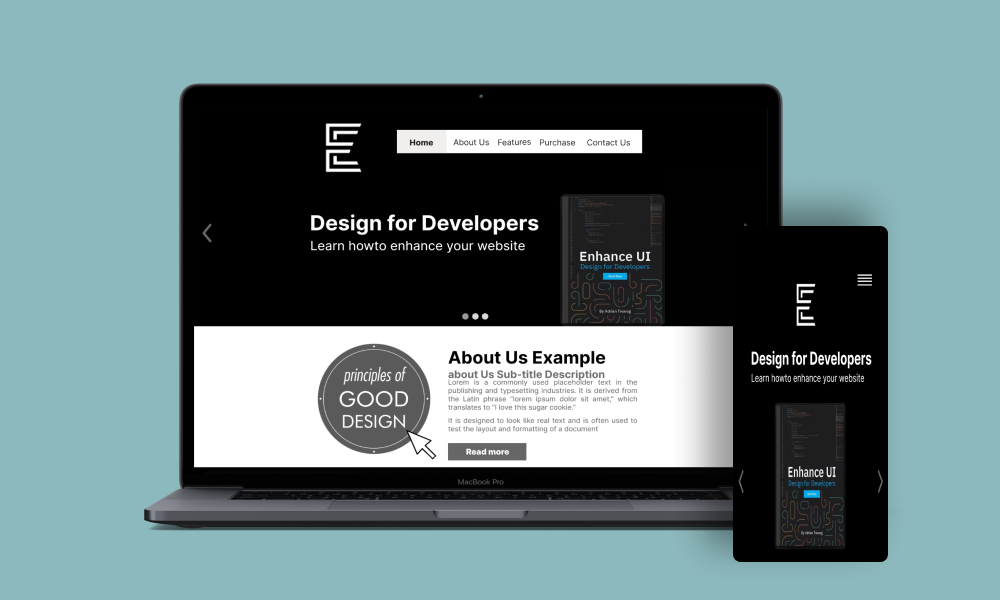 Home About Us Features Purchase Contact Us
Design for Developers
Learn howto enhance your website
Enhance UI
Design for Developers
By Adrian Twarog
principles of
GOOD
DESIGN
About Us Example
about Us Sub-title Description
Lorem is a commonly used placeholder text in the
publishing and typesetting industries. It is derived from
the Latin phrase "lorem ipsum dolor sit amet," which
translates to "I love this sugar cookie."
It is designed to look like real text and is often used to
test the layout and formatting of a document
Read more
MacBook Pro
Design for Developers
Learn howto enhance your website
Enhance UI
Design for Developers
By Adrian Twarog